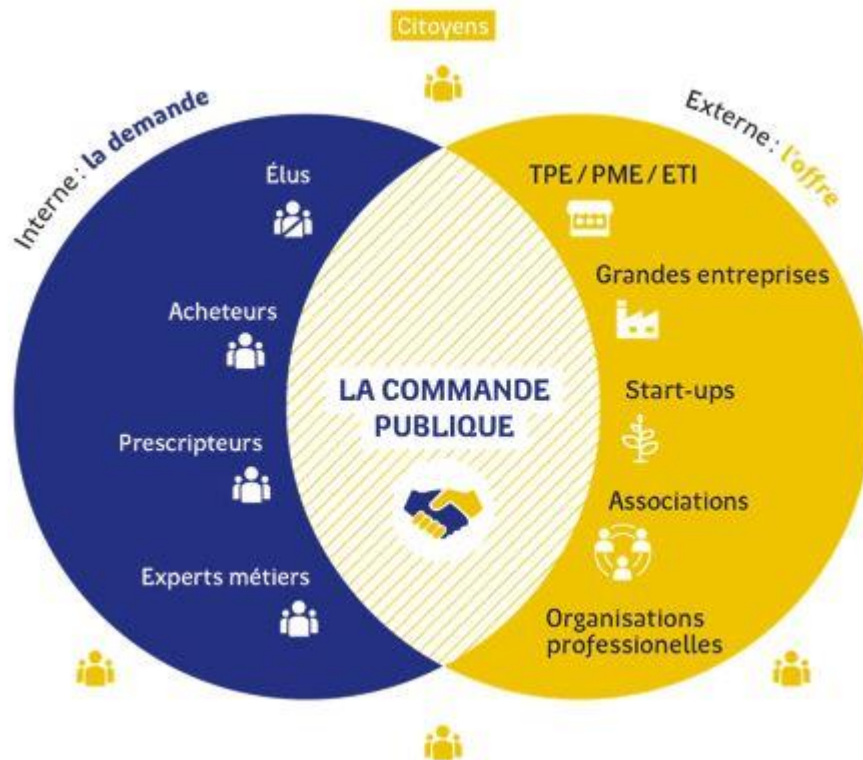 Citoyens
Interne : la demande
Externe : l'offre
Élus
Acheteurs
Prescripteurs
Experts métiers
LA COMMANDE
PUBLIQUE
TPE / PME / ETI
Grandes entreprises
Start-ups
Associations
Organisations
professionelles